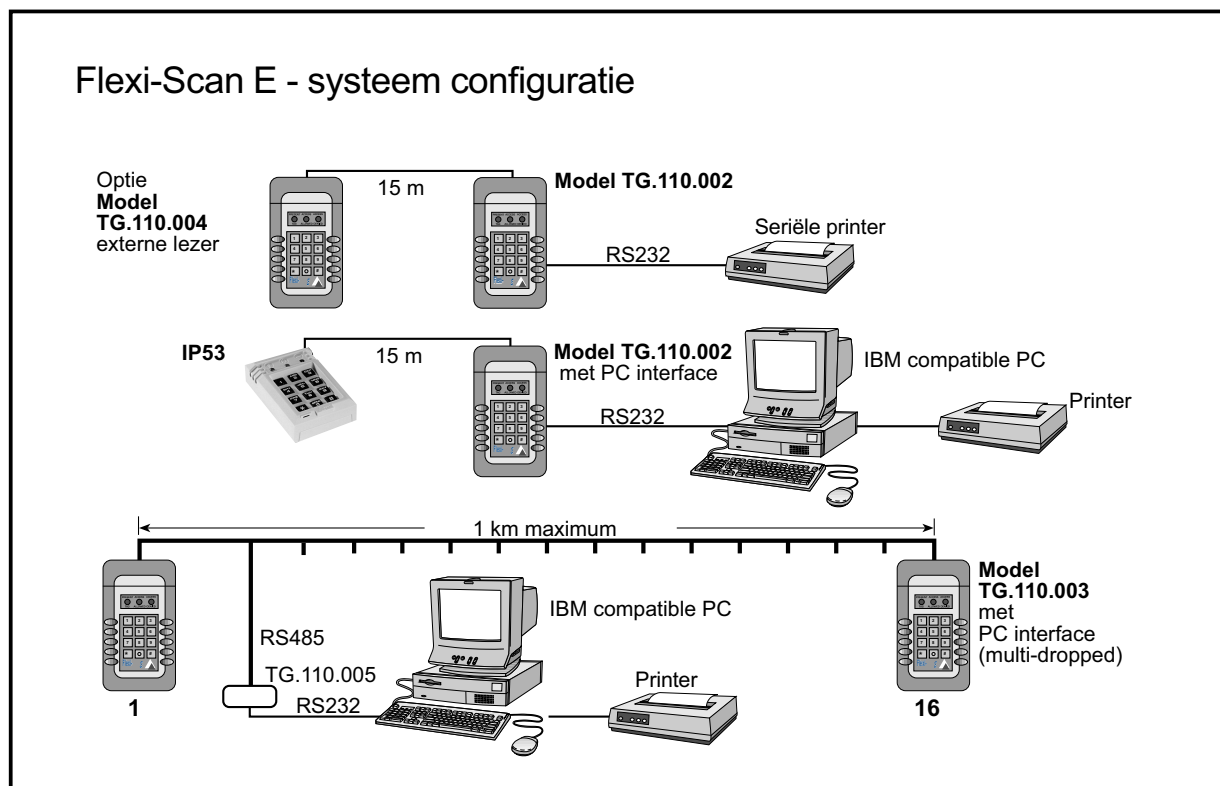 Flexi-Scan E - systeem configuratie
Optie
Model
TG.110.004
externe lezer
15 m
Model TG.110.002
RS232
Seriële printer
IP53
15 m
Model TG.110.002
met PC interface
RS232
IBM compatible PC
Printer
1 km maximum
RS485
TG.110.005
RS232
IBM compatible PC
Printer
Model
TG.110.003
met
PC interface
(multi-dropped)
1
16